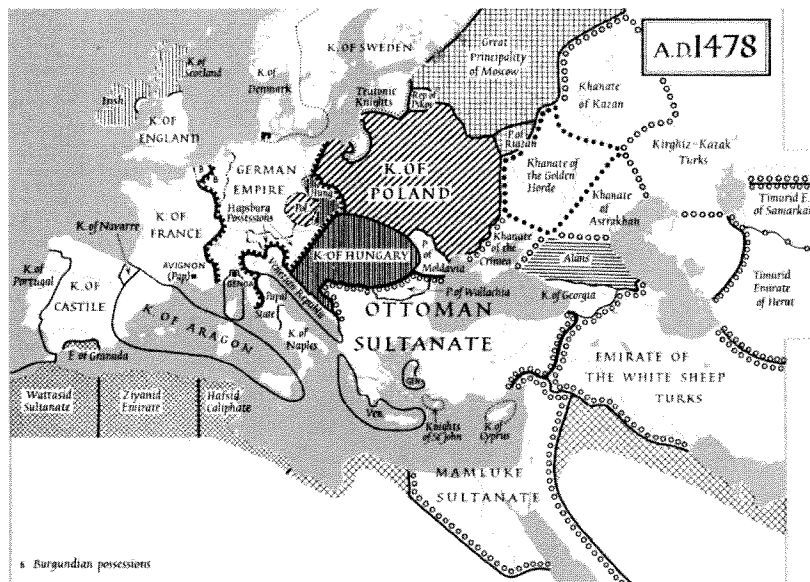 A.D.1478
K. OF SWEDEN
Great
Principality
of Moscow
K. of
Scotland
K. of
Denmark
Teutonic
Knights
Rep of
Pskov
Khanate
of Kazan
Irish
K. OF
ENGLAND
P. of
Riazan
Kirghiz-Kazak
Turks
GERMAN
EMPIRE
K. OF
POLAND
Khanate of
the Golden
Horde
Hapsburg
Possessions
Timurid E.
of Samarkand
Khanate
of
Astrakhan
K. of Navarre
K. OF
FRANCE
K. OF HUNGARY
P.
of
Moldavia
Khanate
of the
Crimea
Alans
Timurid
Emirate
of Herat
K. of
Portugal
K. OF
CASTILE
AVIGNON
(Pap)
GENOA
Venetian Republic
P. of Wallachia
K. of Georgia
K. OF ARAGON
Papal
State
K. of
Naples
OTTOMAN
SULTANATE
E. of Granada
EMIRATE OF
THE WHITE SHEEP
TURKS
Wattasid
Sultanate
Ziyanid
Emirate
Hafsid
Caliphate
Gen
Ven
Knights
of St John
K. of
Cyprus
MAMLUKE
SULTANATE
B Burgundian possessions